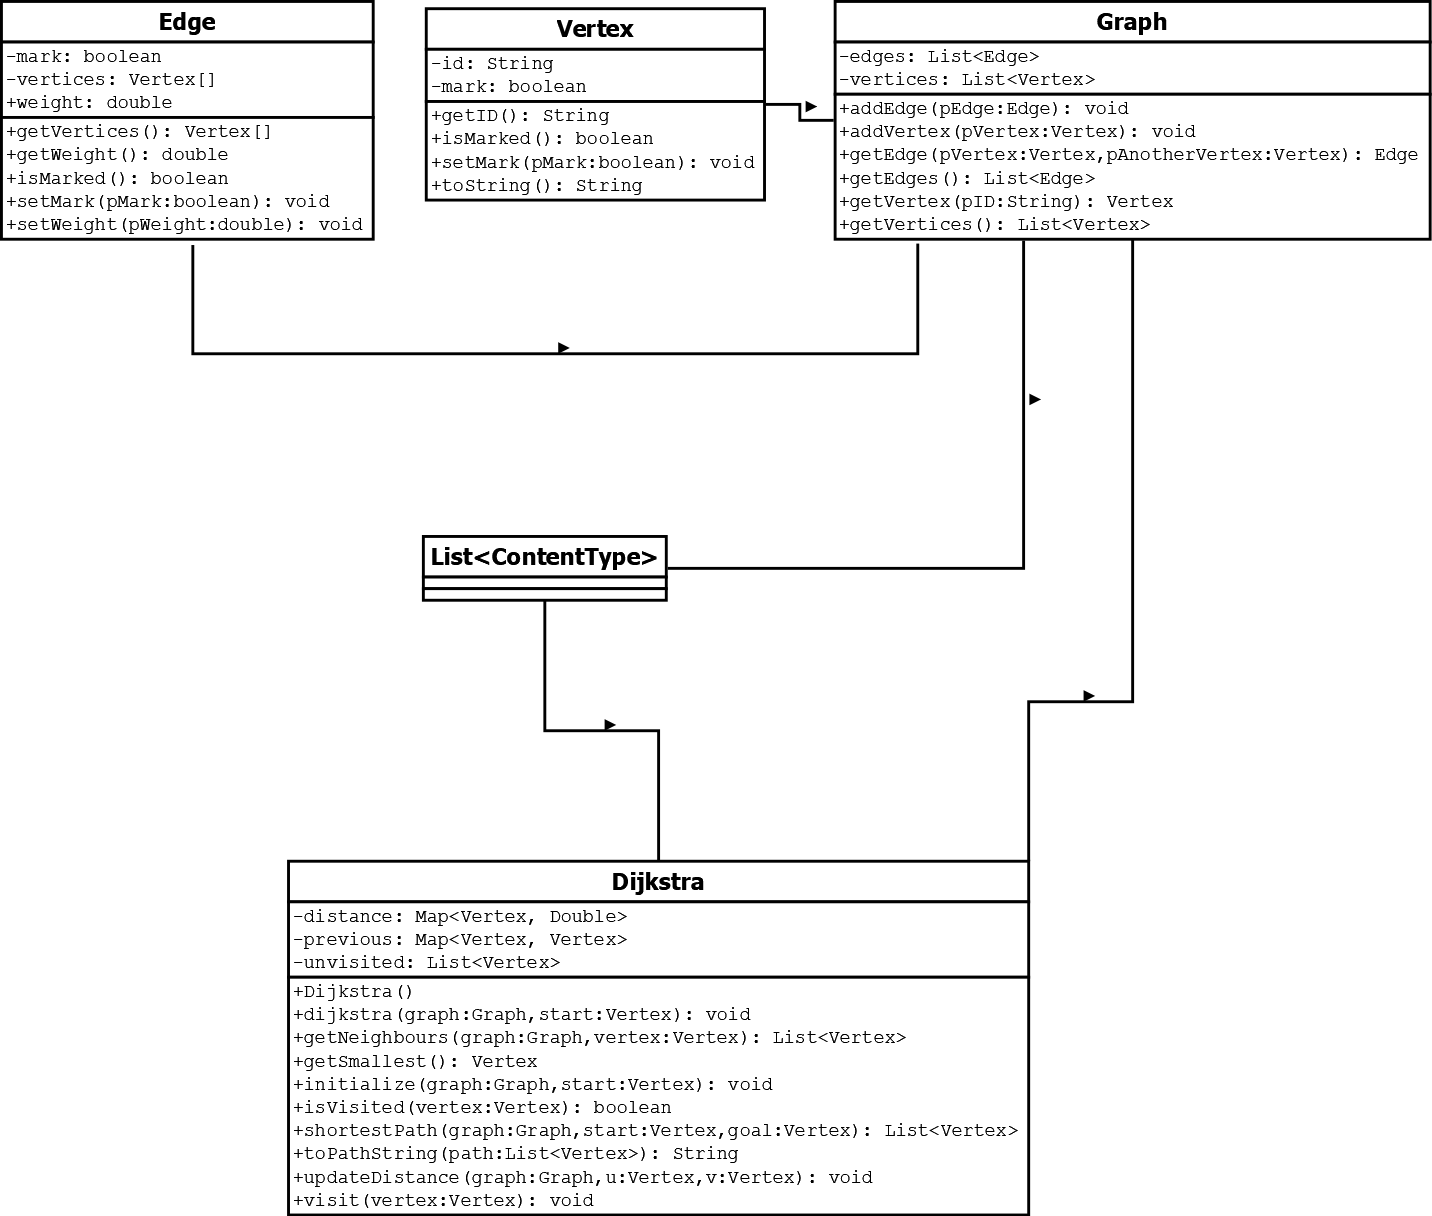 Edge
-mark: boolean
-vertices: Vertex[]
+weight: double
+getVertices(): Vertex[]
+getWeight(): double
+isMarked(): boolean
+setMark(pMark:boolean): void
+setWeight(pWeight:double): void
Vertex
-id: String
-mark: boolean
+getID(): String
+isMarked(): boolean
+setMark(pMark:boolean): void
+toString(): String
Graph
-edges: List<Edge>
-vertices: List<Vertex>
+addEdge(pEdge:Edge): void
+addVertex(pVertex:Vertex): void
+getEdge(pVertex:Vertex,pAnotherVertex:Vertex): Edge
+getEdges(): List<Edge>
+getVertex(pID:String): Vertex
+getVertices(): List<Vertex>
List<ContentType>
Dijkstra
-distance: Map<Vertex, Double>
-previous: Map<Vertex, Vertex>
-unvisited: List<Vertex>
+Dijkstra()
+dijkstra(graph:Graph,start:Vertex): void
+getNeighbours(graph:Graph,vertex:Vertex): List<Vertex>
+getSmallest(): Vertex
+initialize(graph:Graph,start:Vertex): void
+isVisited(vertex:Vertex): boolean
+shortestPath(graph:Graph,start:Vertex,goal:Vertex): List<Vertex>
+toPathString(path:List<Vertex>): String
+updateDistance(graph:Graph,u:Vertex,v:Vertex): void
+visit(vertex:Vertex): void